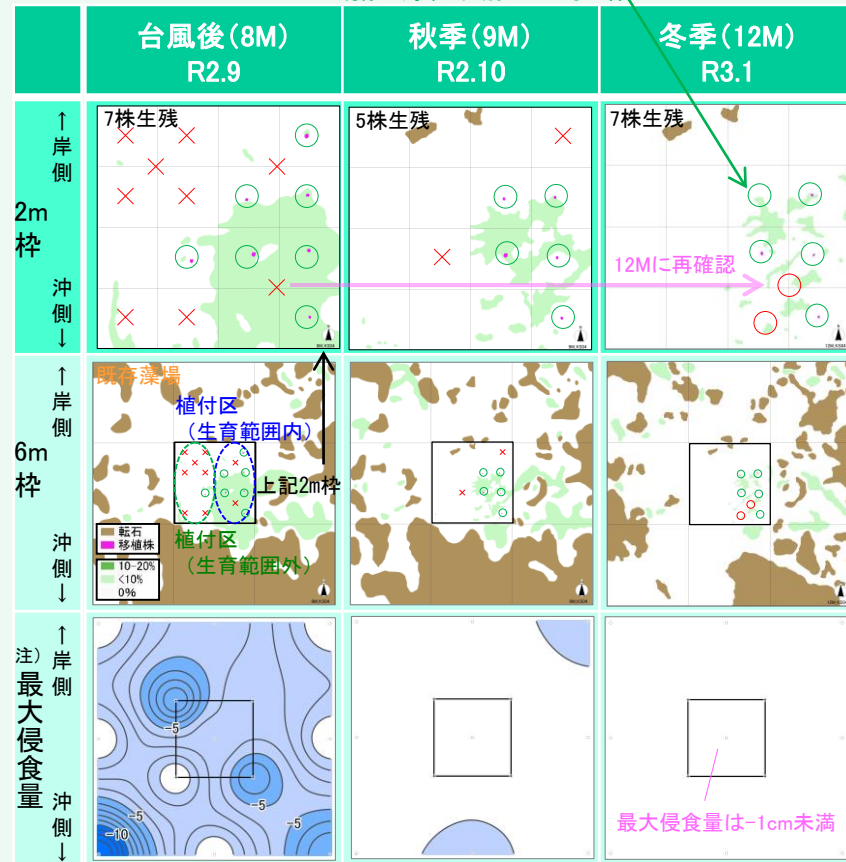 台風後(8M)
R2.9
秋季(9M)
R2.10
冬季(12M)
R3.1
↑
岸
側
2m
枠
沖
側
↓
7株生残
5株生残
7株生残
12Mに再確認
↑
岸
側
6m
枠
沖
側
↓
既存藻場
植付区
(生育範囲内)
上記2m枠
植付区
(生育範囲外)
転石
移植株
10-20%
<10%
0%
↑
岸
側
注)
最
大
侵
食
量
沖
側
↓
-5
-5
-5
-5
-10
最大侵食量は-1cm未満